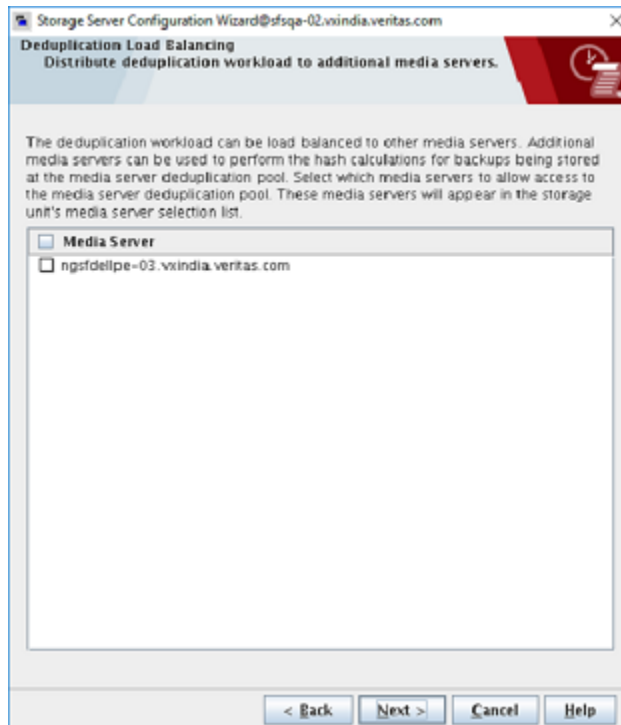 Storage Server Configuration Wizard@sfsqa-02.vxindia.veritas.com
Deduplication Load Balancing
Distribute deduplication workload to additional media servers.
The deduplication workload can be load balanced to other media servers. Additional
media servers can be used to perform the hash calculations for backups being stored
at the media server deduplication pool. Select which media servers to allow access to
the media server deduplication pool. These media servers will appear in the storage
unit's media server selection list.
Media Server
ngsfdellpe-03.vxindia.veritas.com
< Back Next > Cancel Help